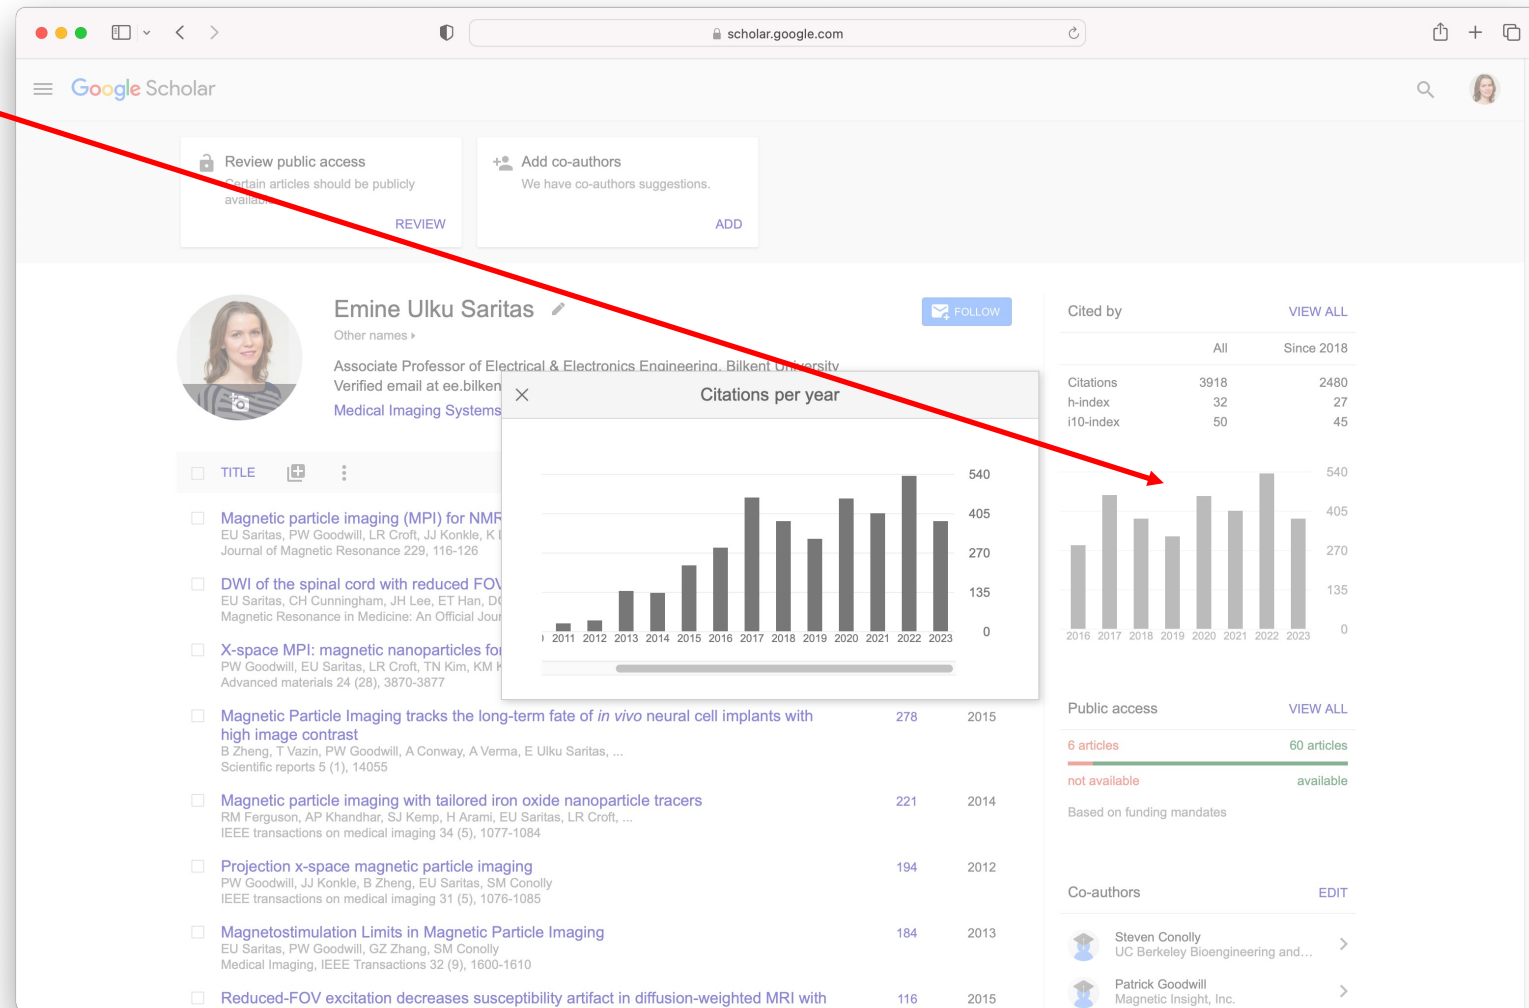 scholar.google.com
Google Scholar
Review public access
Certain articles should be publicly
available.
REVIEW
Add co-authors
We have co-authors suggestions.
ADD
Emine Ulku Saritas
Other names
FOLLOW
Associate Professor of Electrical & Electronics Engineering, Bilkent University
Verified email at ee.bilken
Medical Imaging Systems
TITLE
Magnetic particle imaging (MPI) for NMR
EU Saritas, PW Goodwill, LR Croft, JJ Konkle, K
Journal of Magnetic Resonance 229, 116-126
DWI of the spinal cord with reduced FOV
EU Saritas, CH Cunningham, JH Lee, ET Han,
Magnetic Resonance in Medicine: An Official Jour
X-space MPI: magnetic nanoparticles for
PW Goodwill, EU Saritas, LR Croft, TN Kim, KM
Advanced materials 24 (28), 3870-3877
Magnetic Particle Imaging tracks the long-term fate of in vivo neural cell implants with
high image contrast
278 2015
B Zheng, T Vazin, PW Goodwill, A Conway, A Verma, E Ulku Saritas, ...
Scientific reports 5 (1), 14055
Magnetic particle imaging with tailored iron oxide nanoparticle tracers 221 2014
RM Ferguson, AP Khandhar, SJ Kemp, H Arami, EU Saritas, LR Croft, ...
IEEE transactions on medical imaging 34 (5), 1077-1084
Projection x-space magnetic particle imaging 194 2012
PW Goodwill, JJ Konkle, B Zheng, EU Saritas, SM Conolly
IEEE transactions on medical imaging 31 (5), 1076-1085
Magnetostimulation Limits in Magnetic Particle Imaging 184 2013
EU Saritas, PW Goodwill, GZ Zhang, SM Conolly
Medical Imaging, IEEE Transactions 32 (9), 1600-1610
Reduced-FOV excitation decreases susceptibility artifact in diffusion-weighted MRI with 116 2015
Citations per year
540
405
270
135
0
2011 2012 2013 2014 2015 2016 2017 2018 2019 2020 2021 2022 2023
Cited by VIEW ALL
All Since 2018
Citations 3918 2480
h-index 32 27
i10-index 50 45
540
405
270
135
0
2016 2017 2018 2019 2020 2021 2022 2023
Public access VIEW ALL
6 articles 60 articles
not available available
Based on funding mandates
Co-authors EDIT
Steven Conolly
UC Berkeley Bioengineering and...
Patrick Goodwill
Magnetic Insight, Inc.